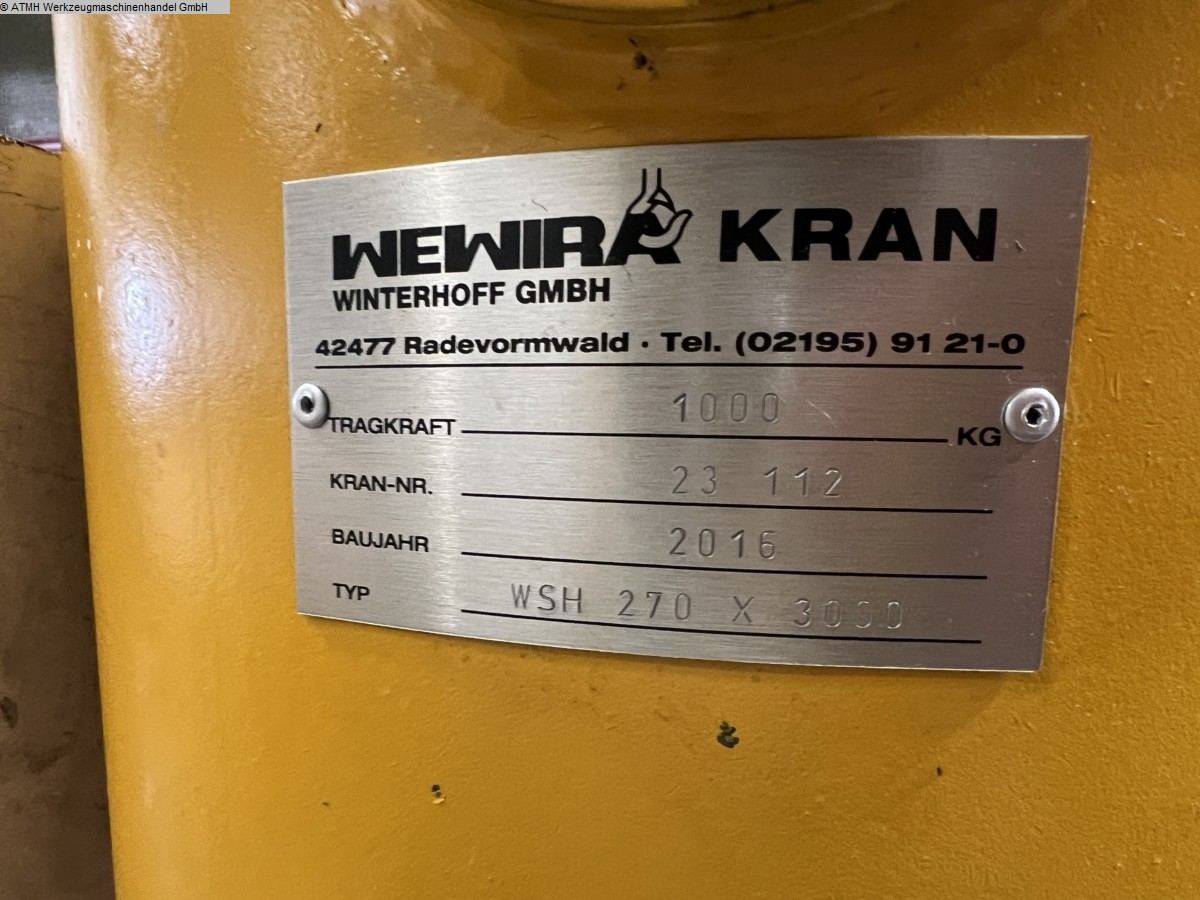 © ATMH Werkzeugmaschinenhandel GmbH
WEWIRA KRAN
WINTERHOFF GMBH
42477 Radevormwald · Tel. (02195) 91 21-0
TRAGKRAFT 1000 KG
KRAN-NR. 23 112
BAUJAHR 2016
TYP WSH 270 X 3000